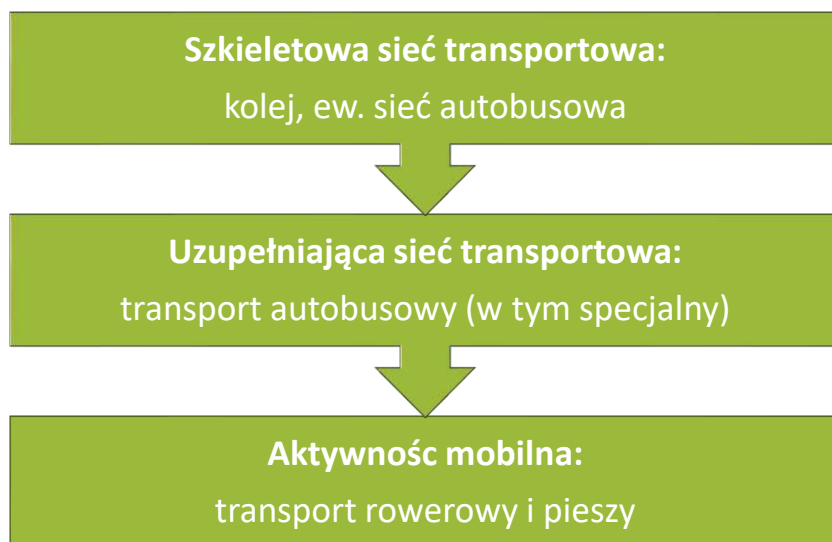 Szkieletowa sieć transportowa:
kolej, ew. sieć autobusowa
Uzupełniająca sieć transportowa:
transport autobusowy (w tym specjalny)
Aktywnośc mobilna:
transport rowerowy i pieszy